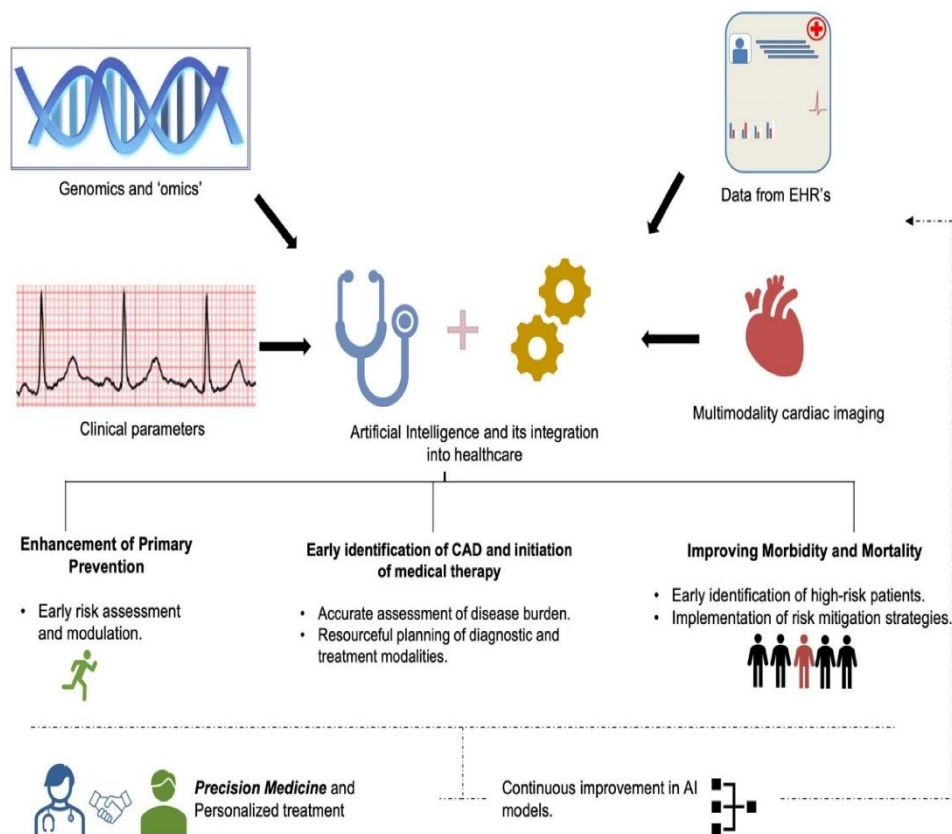 Genomics and ‘omics’
Data from EHR's
Clinical parameters
Artificial Intelligence and its integration
into healthcare
Multimodality cardiac imaging
Enhancement of Primary
Prevention
• Early risk assessment
and modulation.
Early identification of CAD and initiation
of medical therapy
• Accurate assessment of disease burden.
• Resourceful planning of diagnostic and
treatment modalities.
Improving Morbidity and Mortality
• Early identification of high-risk patients.
• Implementation of risk mitigation strategies.
Precision Medicine and
Personalized treatment
Continuous improvement in AI
models.